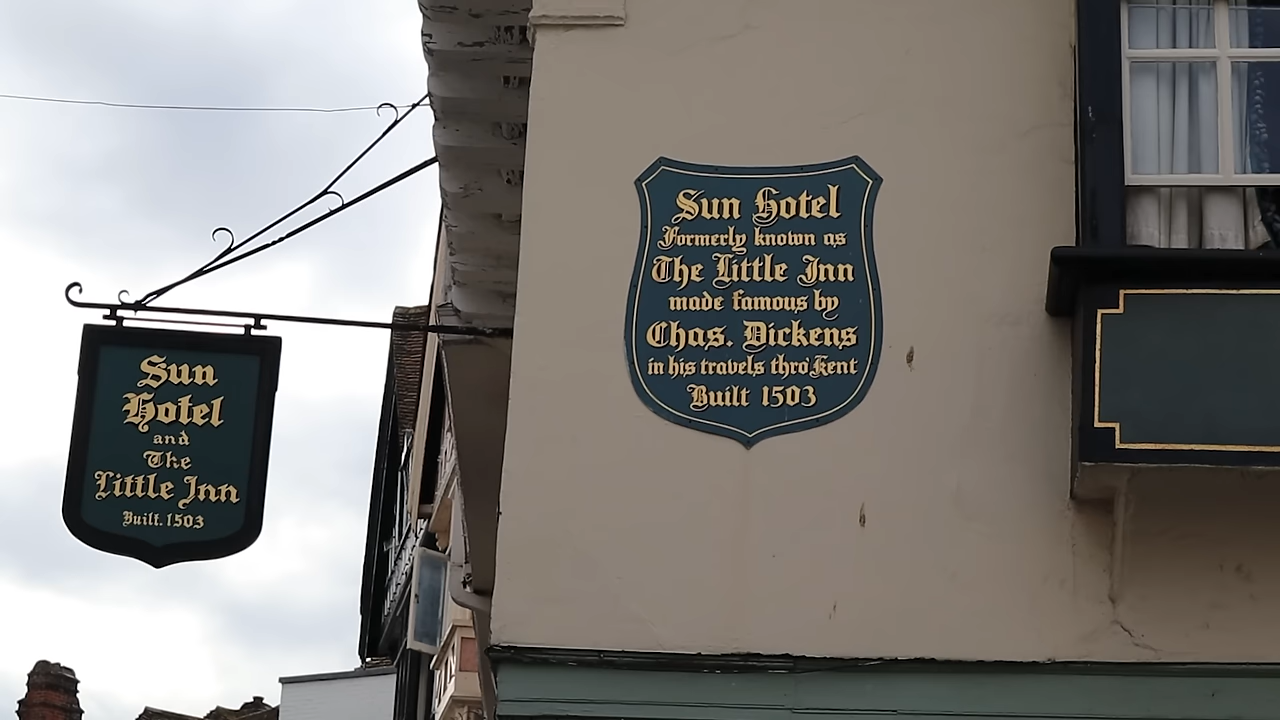 Sun
Hotel
and
The
Little Inn
Built. 1503
Sun Hotel
Formerly known as
The Little Inn
made famous by
Chas. Dickens
in his travels thro' Kent
Built 1503